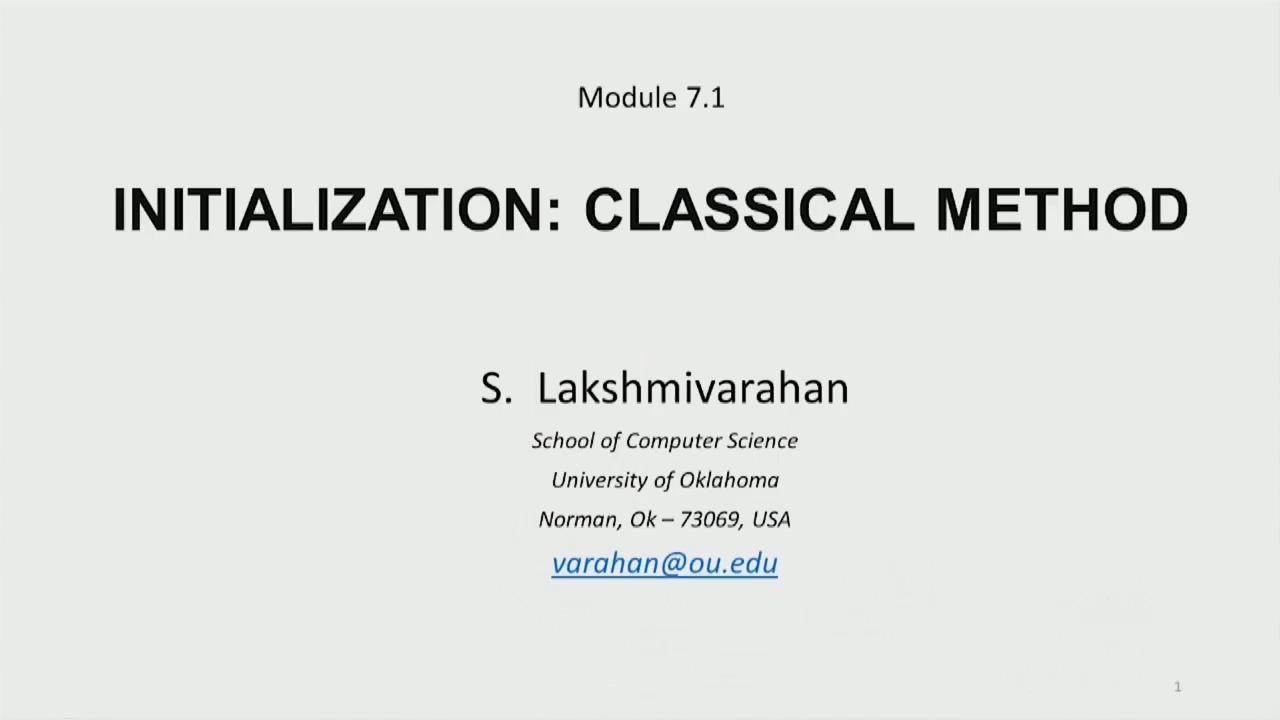 Module 7.1
INITIALIZATION: CLASSICAL METHOD
S. Lakshmivarahan
School of Computer Science
University of Oklahoma
Norman, Ok – 73069, USA
varahan@ou.edu
1